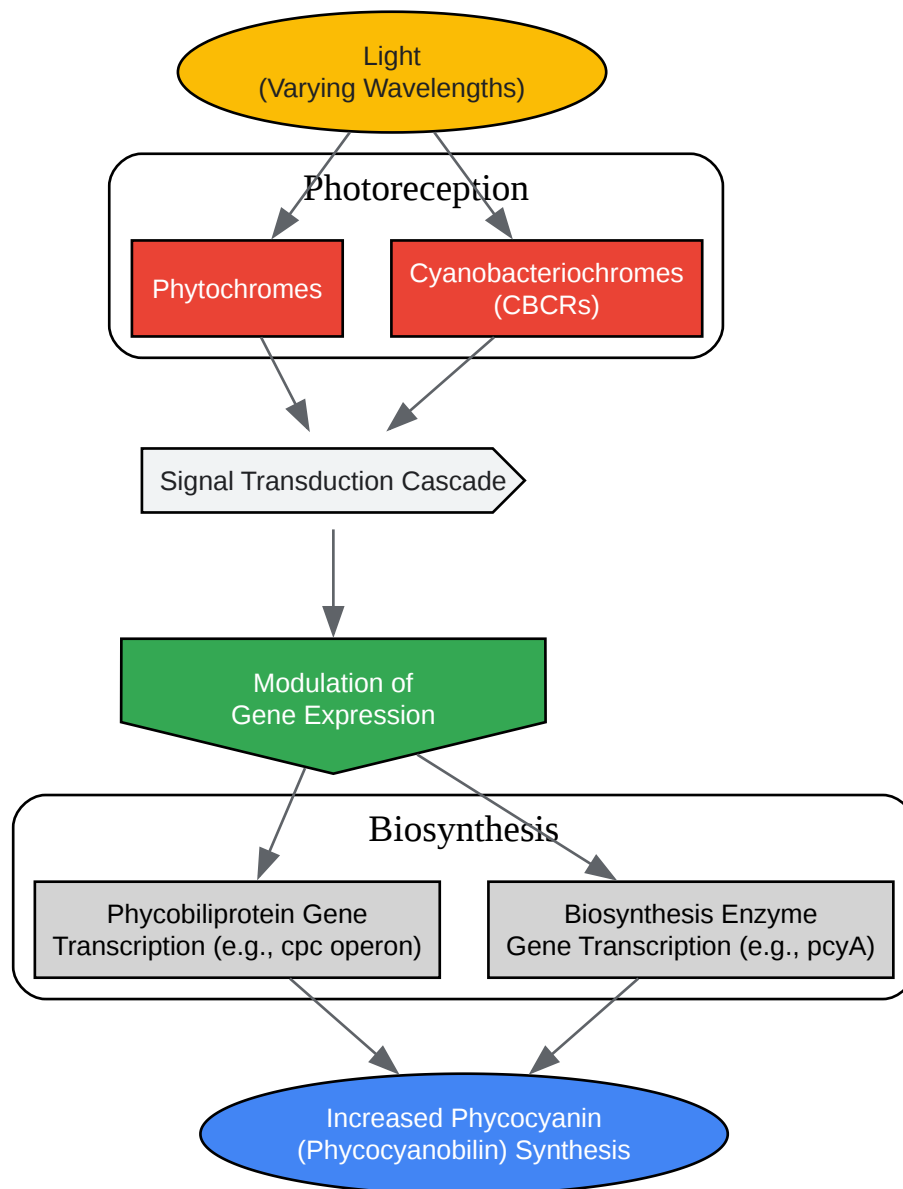 Light
(Varying Wavelengths)
Photoreception
Phytochromes
Cyanobacteriochromes
(CBCRs)
Signal Transduction Cascade
Modulation of
Gene Expression
Biosynthesis
Phycobiliprotein Gene
Transcription (e.g., cpc operon)
Biosynthesis Enzyme
Gene Transcription (e.g., pcyA)
Increased Phycocyanin
(Phycocyanobilin) Synthesis